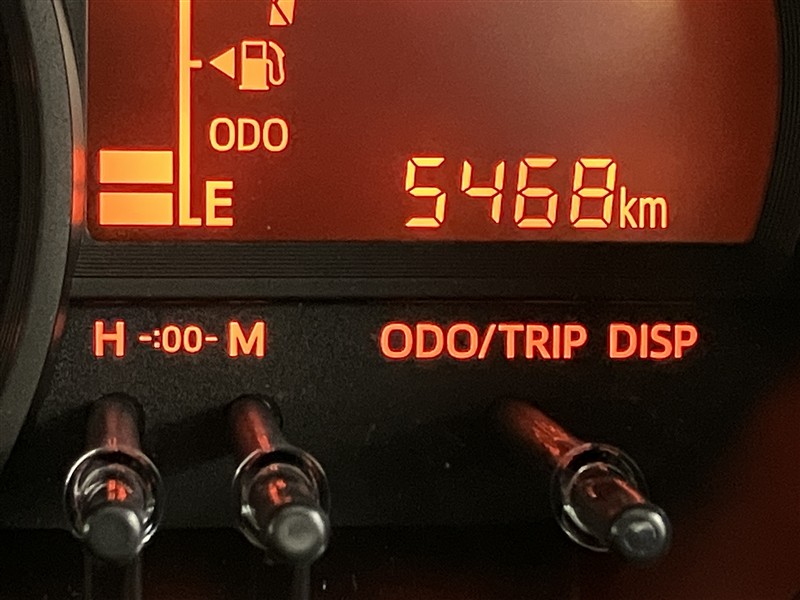 ODO
E 5468km
H -:00- M ODO/TRIP DISP